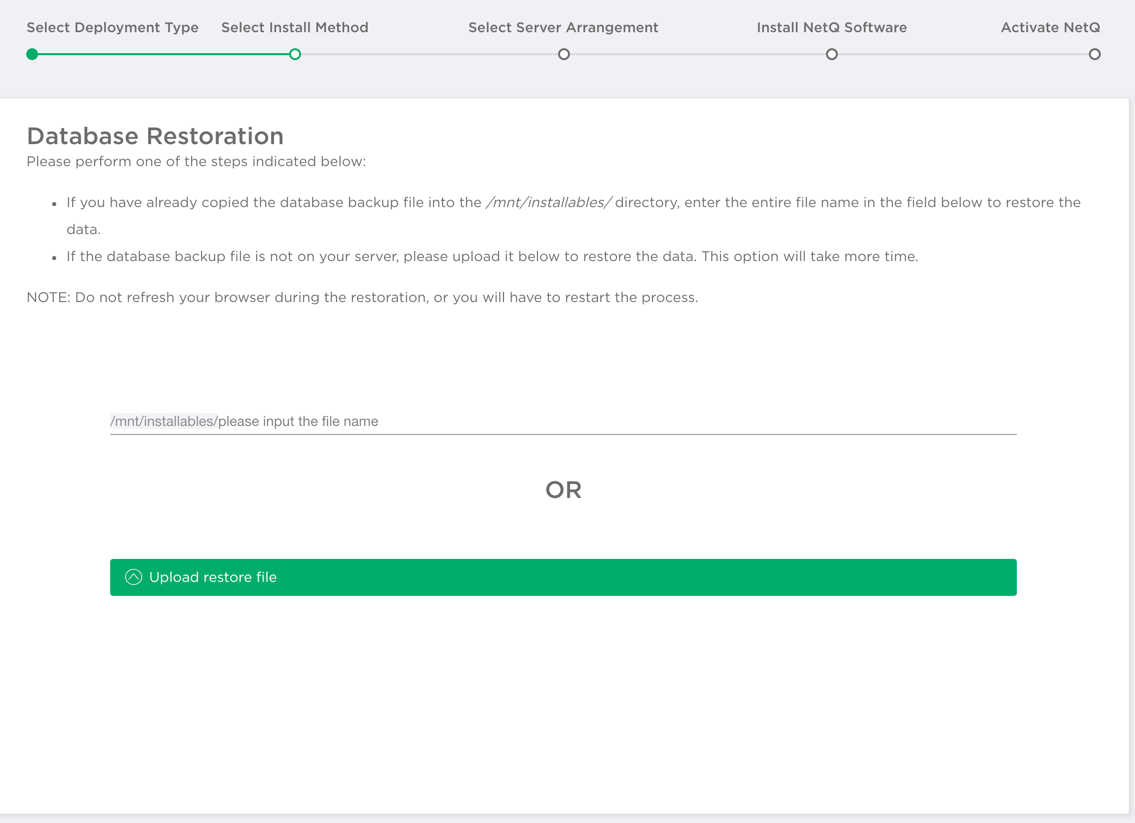 Select Deployment Type Select Install Method Select Server Arrangement Install NetQ Software Activate NetQ
Database Restoration
Please perform one of the steps indicated below:
• If you have already copied the database backup file into the /mnt/installables/ directory, enter the entire file name in the field below to restore the
data.
• If the database backup file is not on your server, please upload it below to restore the data. This option will take more time.
NOTE: Do not refresh your browser during the restoration, or you will have to restart the process.
/mnt/installables/please input the file name
OR
Upload restore file